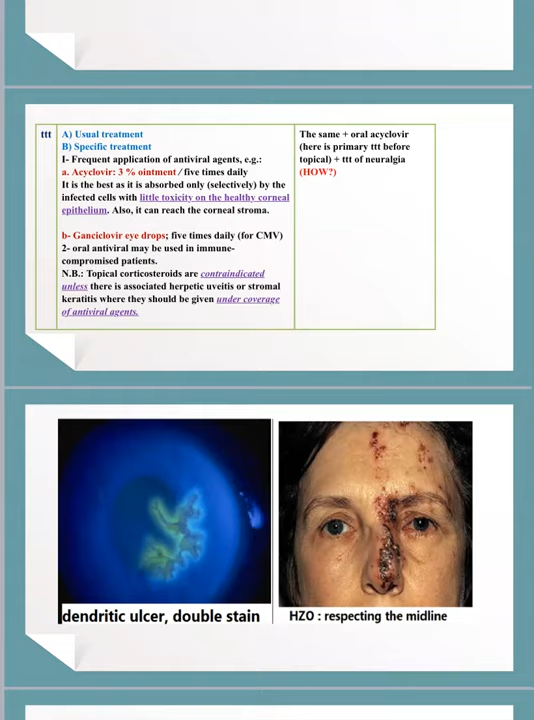 ttt
A) Usual treatment
B) Specific treatment
I- Frequent application of antiviral agents, e.g.:
a. Acyclovir: 3 % ointment / five times daily
It is the best as it is absorbed only (selectively) by the
infected cells with little toxicity on the healthy corneal
epithelium. Also, it can reach the corneal stroma.
b- Ganciclovir eye drops; five times daily (for CMV)
2- oral antiviral may be used in immune-
compromised patients.
N.B.: Topical corticosteroids are contraindicated
unless there is associated herpetic uveitis or stromal
keratitis where they should be given under coverage
of antiviral agents.
The same + oral acyclovir
(here is primary ttt before
topical) + ttt of neuralgia
(HOW?)
dendritic ulcer, double stain
HZO : respecting the midline